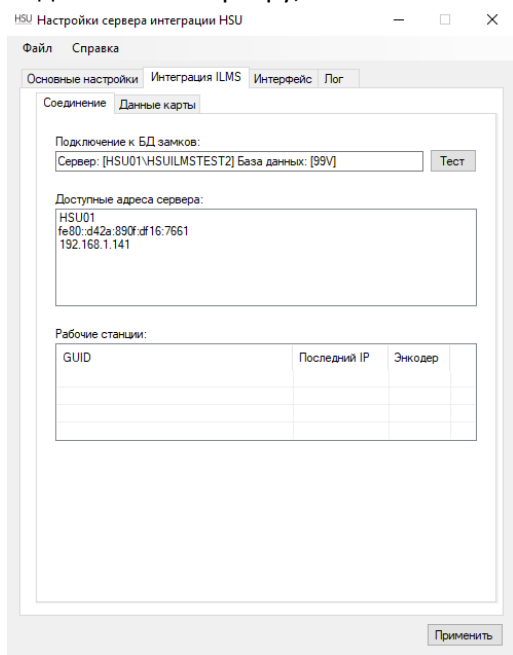 HSU Настройки сервера интеграции HSU
Файл Справка
Основные настройки Интеграция ILMS Интерфейс Лог
Соединение Данные карты
Подключение к БД замков:
Сервер: [HSU01\HSUILMSTEST2] База данных: [99V] Тест
Доступные адреса сервера:
HSU01
fe80::d42a:890f:df16:7661
192.168.1.141
Рабочие станции:
GUID Последний IP Энкодер
Применить